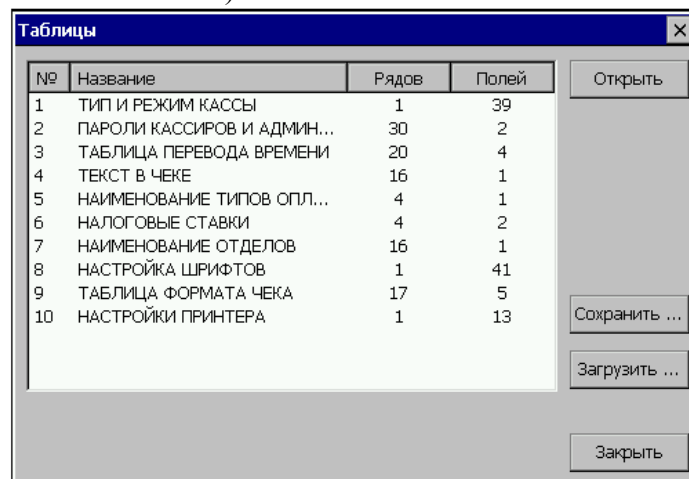 Таблицы
№ Название Рядов Полей Открыть
1 ТИП И РЕЖИМ КАССЫ 1 39
2 ПАРОЛИ КАССИРОВ И АДМИН... 30 2
3 ТАБЛИЦА ПЕРЕВОДА ВРЕМЕНИ 20 4
4 ТЕКСТ В ЧЕКЕ 16 1
5 НАИМЕНОВАНИЕ ТИПОВ ОПЛ... 4 1
6 НАЛОГОВЫЕ СТАВКИ 4 2
7 НАИМЕНОВАНИЕ ОТДЕЛОВ 16 1
8 НАСТРОЙКА ШРИФТОВ 1 41
9 ТАБЛИЦА ФОРМАТА ЧЕКА 17 5
10 НАСТРОЙКИ ПРИНТЕРА 1 13
Сохранить ...
Загрузить ...
Закрыть